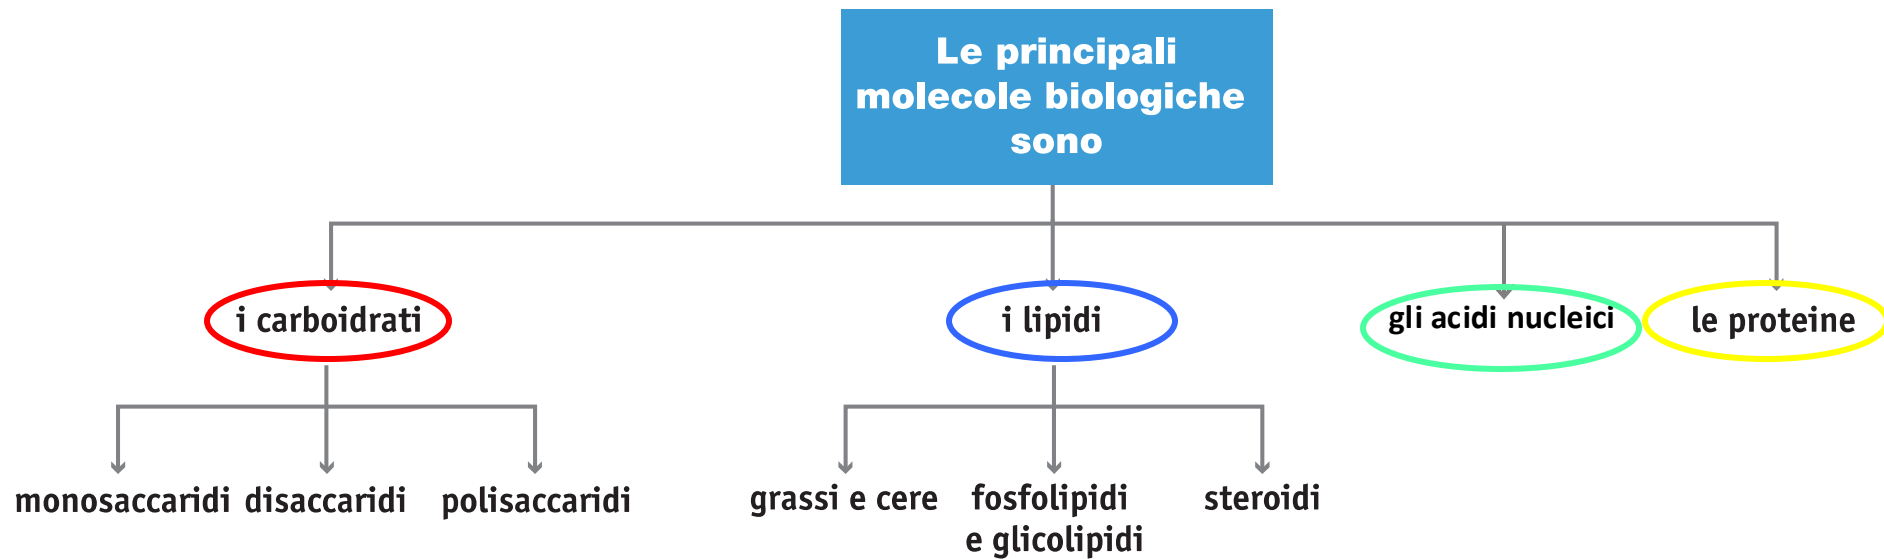 Le principali
molecole biologiche
sono
i carboidrati
i lipidi
gli acidi nucleici
le proteine
monosaccaridi
disaccaridi
polisaccaridi
grassi e cere
fosfolipidi
e glicolipidi
steroidi